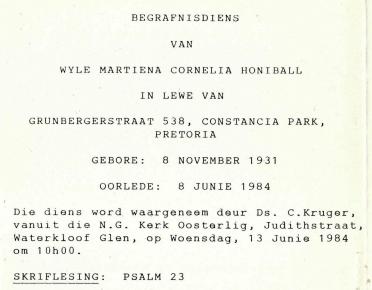 BEGRAFNISDIENS
VAN
WYLE MARTIENA CORNELIA HONIBALL
IN LEWE VAN
GRUNBERGERSTRAAT 538, CONSTANCIA PARK,
PRETORIA
GEBORE: 8 NOVEMBER 1931
OORLEDE: 8 JUNIE 1984
Die diens word waargeneem deur Ds. C.Kruger,
vanuit die N.G. Kerk Oosterlig, Judithstraat,
Waterkloof Glen, op Woensdag, 13 Junie 1984
om 10h00.
SKRIFLESING: PSALM 23